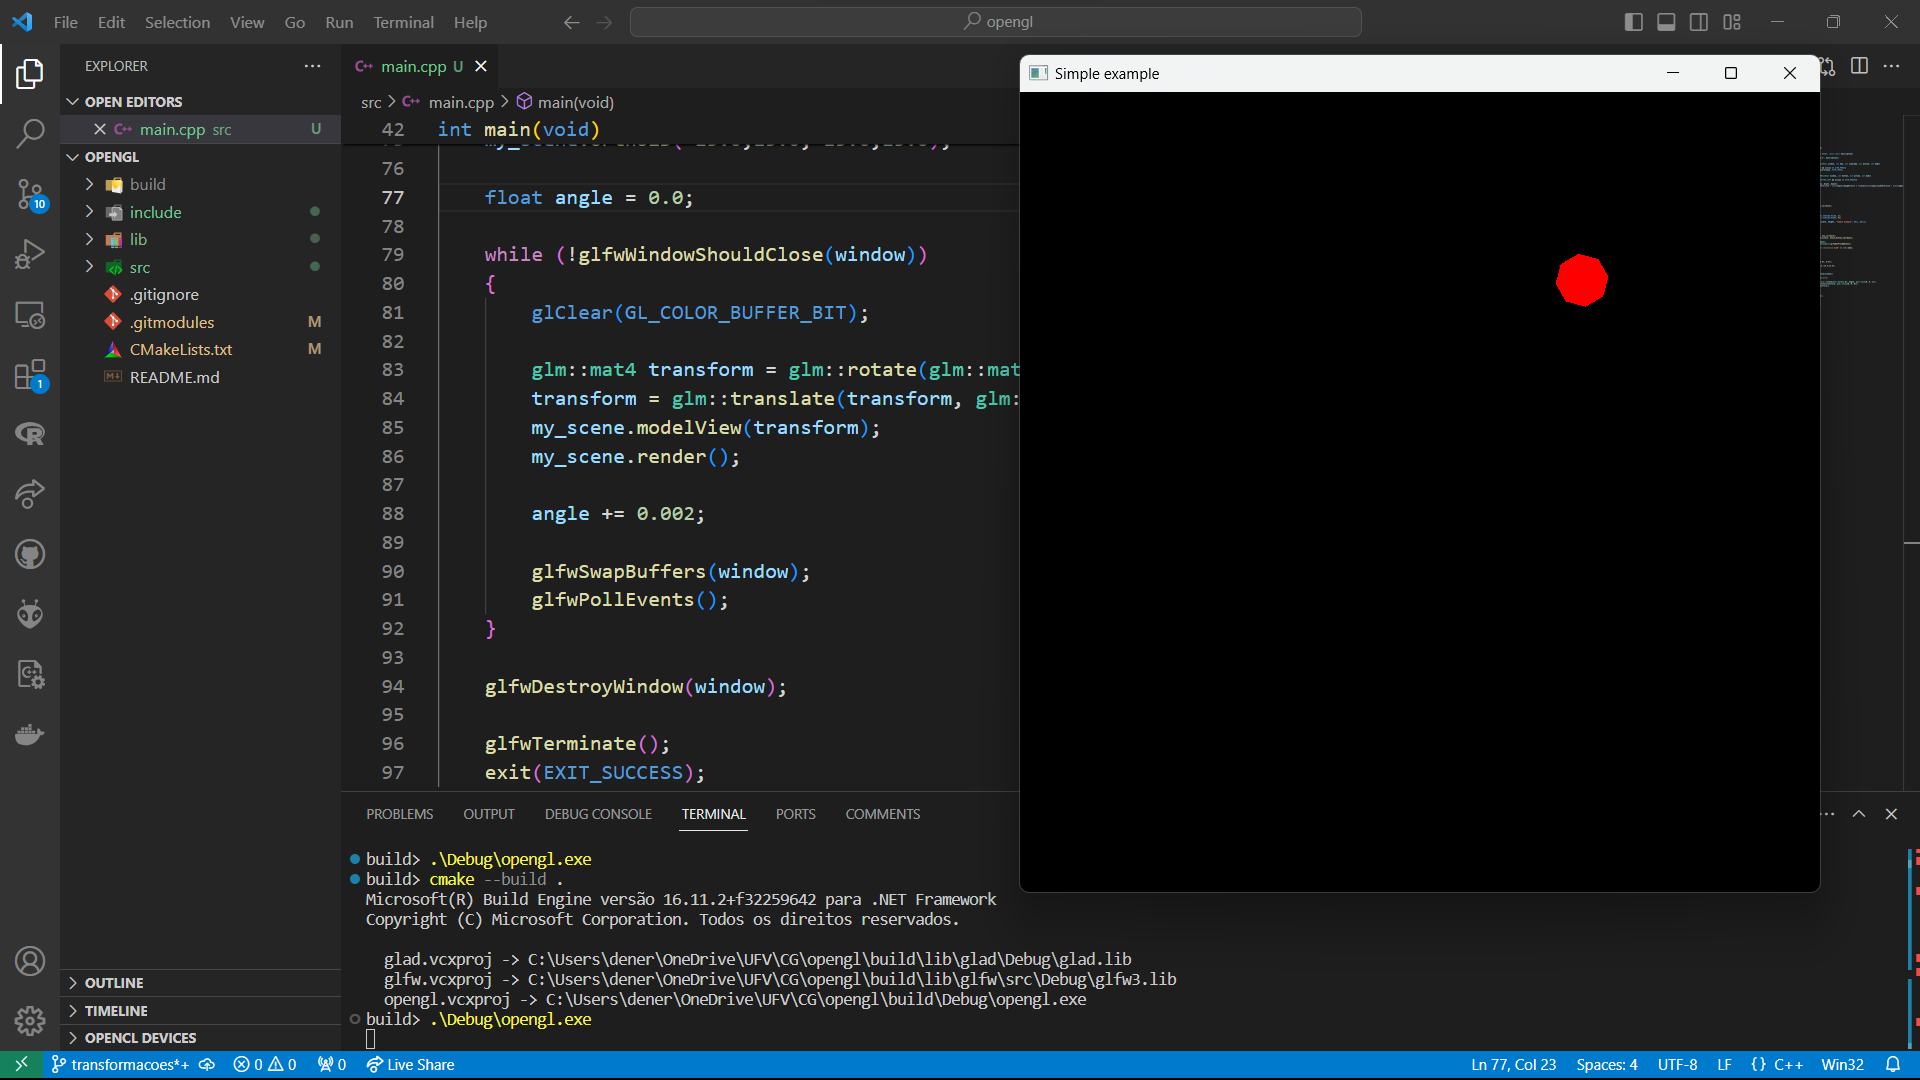 File Edit Selection View Go Run Terminal Help
opengl
EXPLORER
OPEN EDITORS
main.cpp src U
OPENGL
build
include
lib
src
.gitignore
.gitmodules M
CMakeLists.txt M
README.md
OUTLINE
TIMELINE
OPENCL DEVICES
10
1
main.cpp U
src > main.cpp > main(void)
42 int main(void)
76
77 float angle = 0.0;
78
79 while (!glfwWindowShouldClose(window))
80 {
81 glClear(GL_COLOR_BUFFER_BIT);
82
83 glm::mat4 transform = glm::rotate(glm::mat
84 transform = glm::translate(transform, glm:
85 my_scene.modelView(transform);
86 my_scene.render();
87
88 angle += 0.002;
89
90 glfwSwapBuffers(window);
91 glfwPollEvents();
92 }
93
94 glfwDestroyWindow(window);
95
96 glfwTerminate();
97 exit(EXIT_SUCCESS);
Simple example
PROBLEMS OUTPUT DEBUG CONSOLE TERMINAL PORTS COMMENTS
build> .\Debug\opengl.exe
build> cmake --build .
Microsoft(R) Build Engine versão 16.11.2+f32259642 para .NET Framework
Copyright (C) Microsoft Corporation. Todos os direitos reservados.
glad.vcxproj -> C:\Users\dener\OneDrive\UFV\CG\opengl\build\lib\glad\Debug\glad.lib
glfw.vcxproj -> C:\Users\dener\OneDrive\UFV\CG\opengl\build\lib\glfw\src\Debug\glfw3.lib
opengl.vcxproj -> C:\Users\dener\OneDrive\UFV\CG\opengl\build\Debug\opengl.exe
build> .\Debug\opengl.exe
transformacoes*+ 0 0 0 Live Share Ln 77, Col 23 Spaces: 4 UTF-8 LF {} C++ Win32